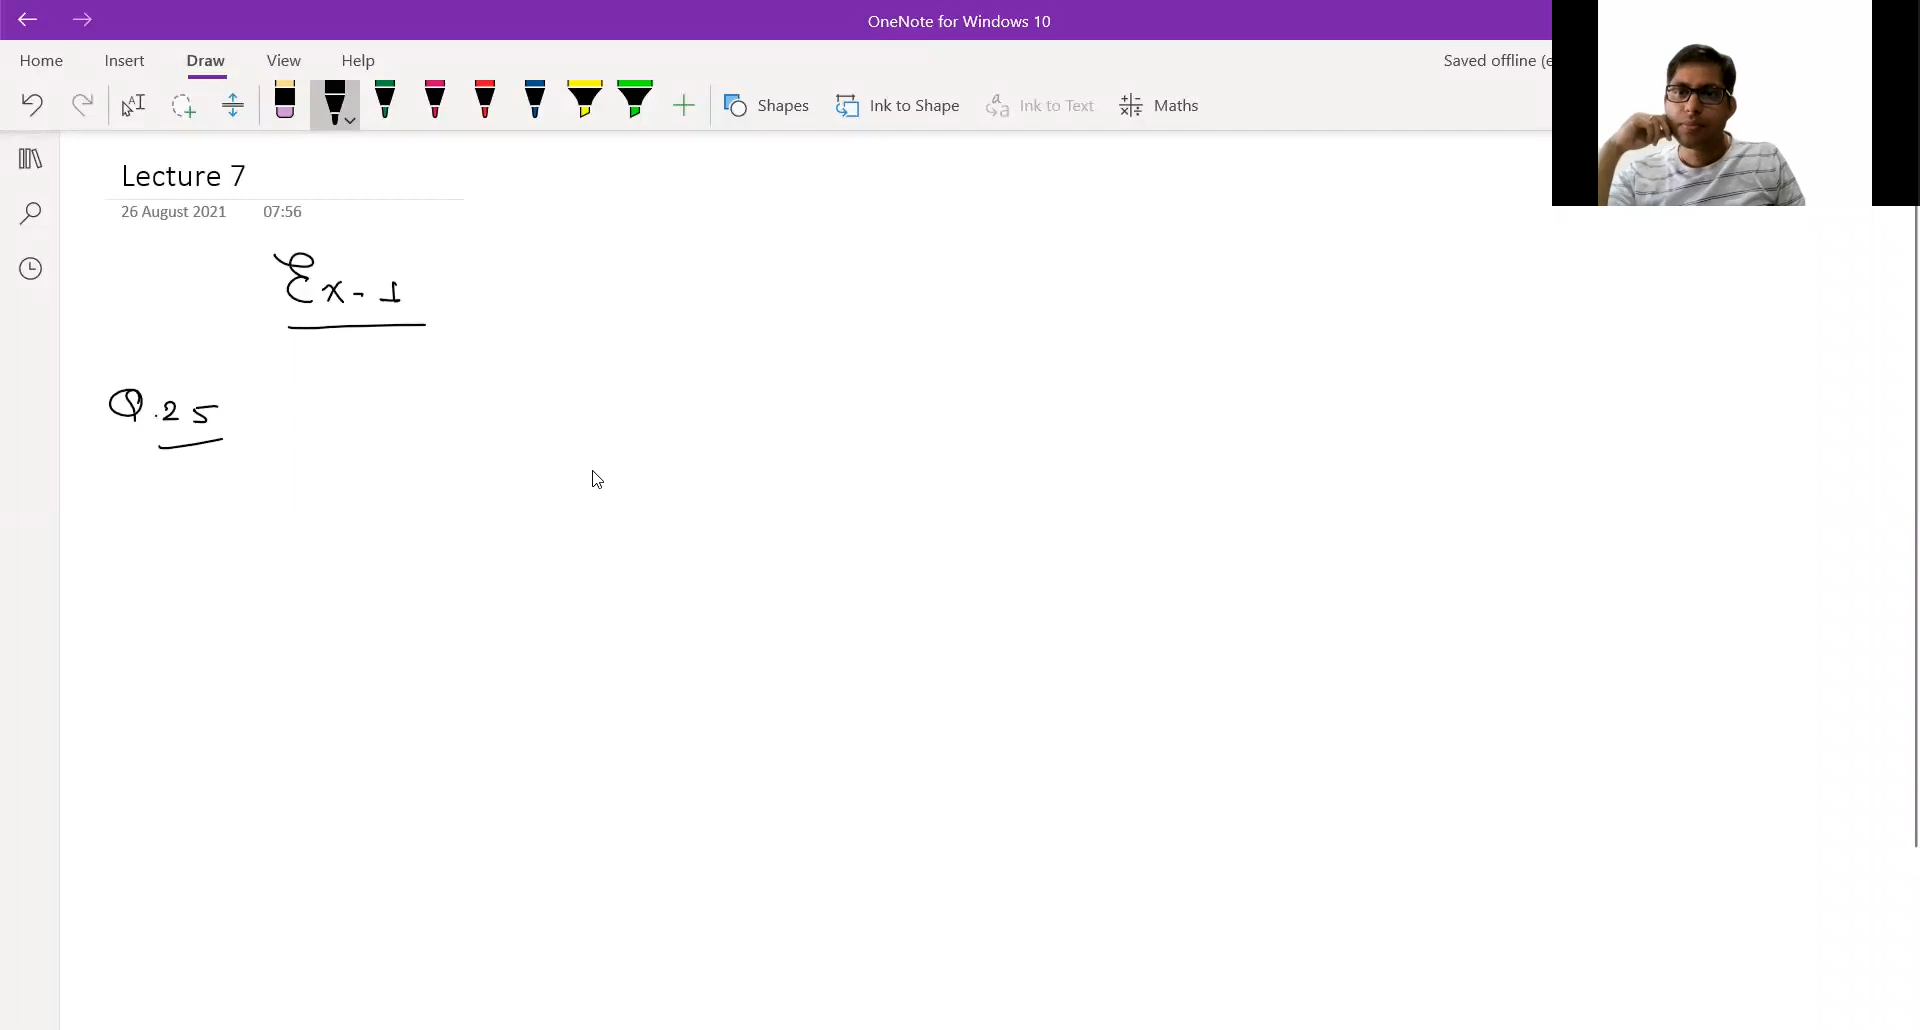 OneNote for Windows 10
Home Insert Draw View Help Saved offline (e
Shapes Ink to Shape Ink to Text Maths
Lecture 7
26 August 2021 07:56
Ex-1
Q.25